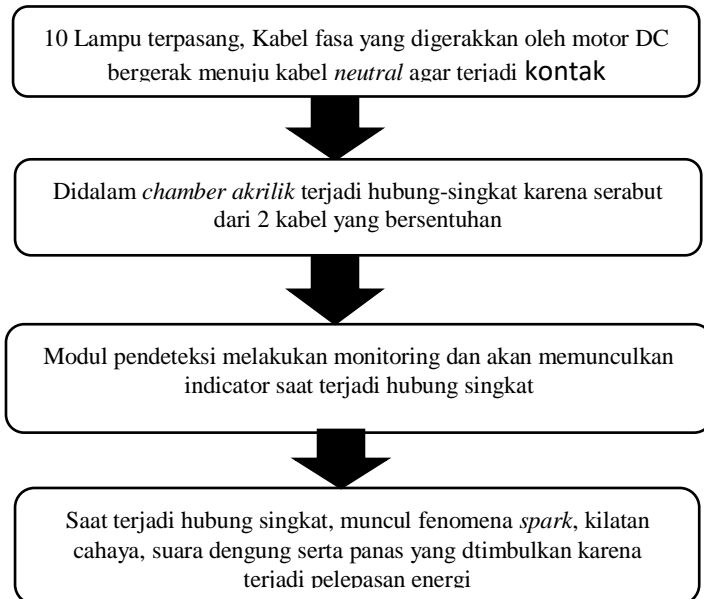 10 Lampu terpasang, Kabel fasa yang digerakkan oleh motor DC
bergerak menuju kabel neutral agar terjadi kontak
Didalam chamber akrilik terjadi hubung-singkat karena serabut
dari 2 kabel yang bersentuhan
Modul pendeteksi melakukan monitoring dan akan memunculkan
indicator saat terjadi hubung singkat
Saat terjadi hubung singkat, muncul fenomena spark, kilatan
cahaya, suara dengung serta panas yang dtimbulkan karena
terjadi pelepasan energi